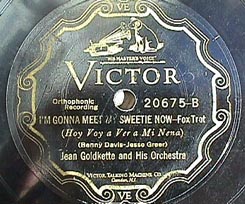 VE
"HIS MASTER'S VOICE"
VICTOR
Orthophonic
Recording
20675-B
I'M GONNA MEET MY SWEETIE NOW-Fox Trot
(Hoy Voy a Ver a Mi Nena)
(Benny Davis-Jesse Greer)
Jean Goldkette and His Orchestra
VICTOR TALKING MACHINE CO.
Camden, N.J.
VE